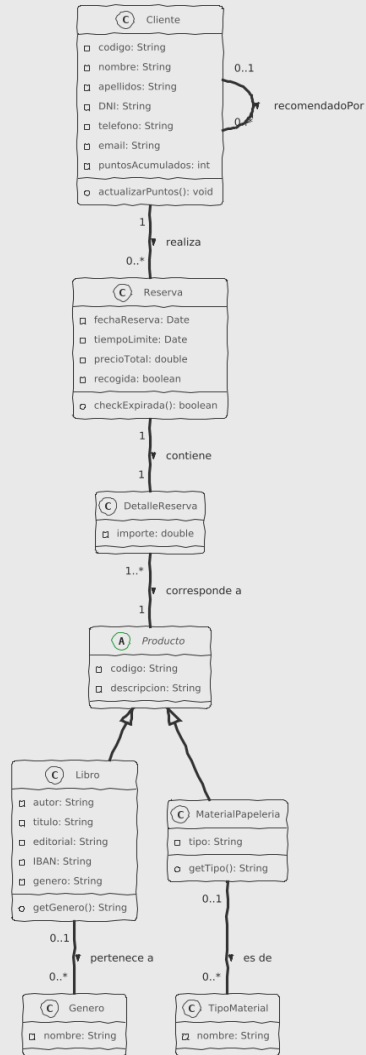 C Cliente
codigo: String
nombre: String
apellidos: String
DNI: String
telefono: String
email: String
puntosAcumulados: int
actualizarPuntos(): void
0..1
recomendadoPor
0..*
1
realiza
0..*
C Reserva
fechaReserva: Date
tiempoLimite: Date
precioTotal: double
recogida: boolean
checkExpirada(): boolean
1
contiene
1
C DetalleReserva
importe: double
1..*
corresponde a
1
A Producto
codigo: String
descripcion: String
C Libro
autor: String
titulo: String
editorial: String
IBAN: String
genero: String
getGenero(): String
C MaterialPapeleria
tipo: String
getTipo(): String
0..1
pertenece a
0..*
0..1
es de
0..*
C Genero
nombre: String
C TipoMaterial
nombre: String